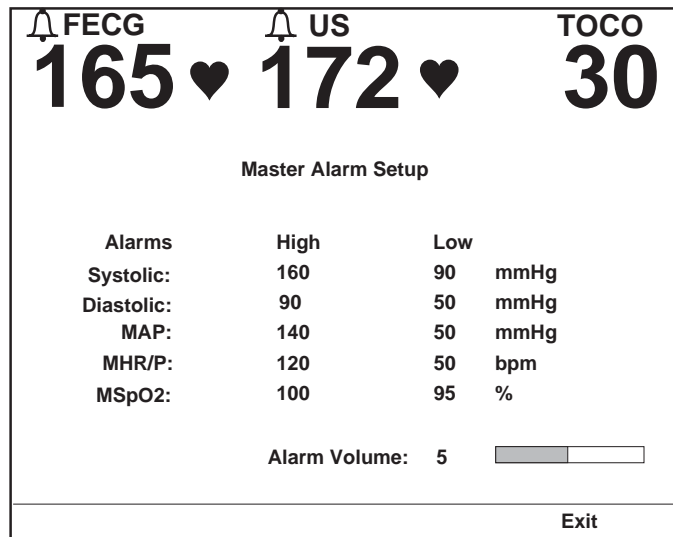 FECG US TOCO
165 172 30
Master Alarm Setup
Alarms High Low
Systolic: 160 90 mmHg
Diastolic: 90 50 mmHg
MAP: 140 50 mmHg
MHR/P: 120 50 bpm
MSpO2: 100 95 %
Alarm Volume: 5
Exit